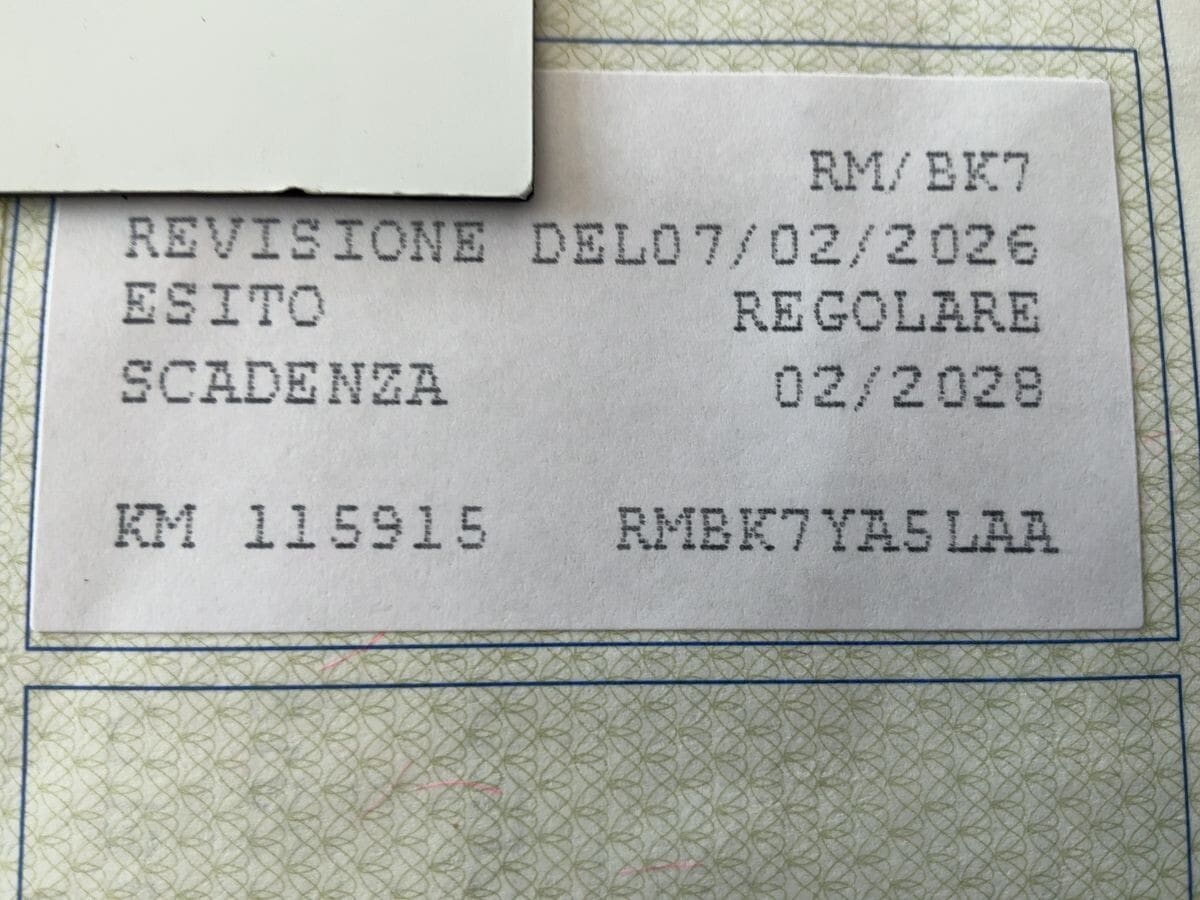 RM/BK7
REVISIONE DEL07/02/2026
ESITO REGOLARE
SCADENZA 02/2028
KM 115915 RMBK7YA5LAA